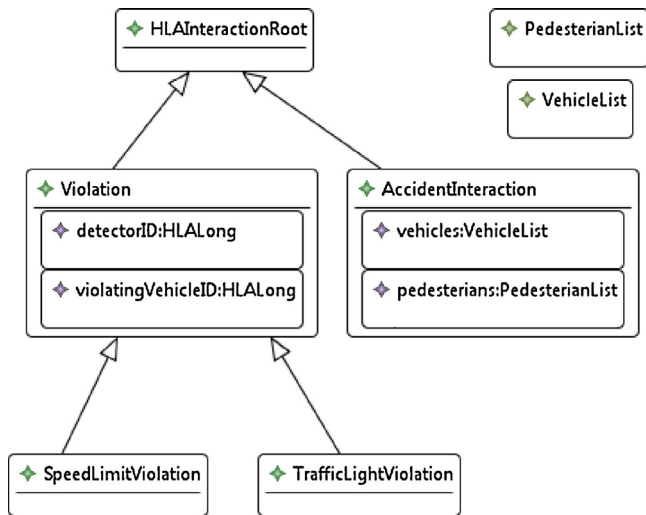 HLAInteractionRoot
PedesterianList
VehicleList
Violation
detectorID:HLALong
violatingVehicleID:HLALong
AccidentInteraction
vehicles:VehicleList
pedesterians:PedesterianList
SpeedLimitViolation
TrafficLightViolation